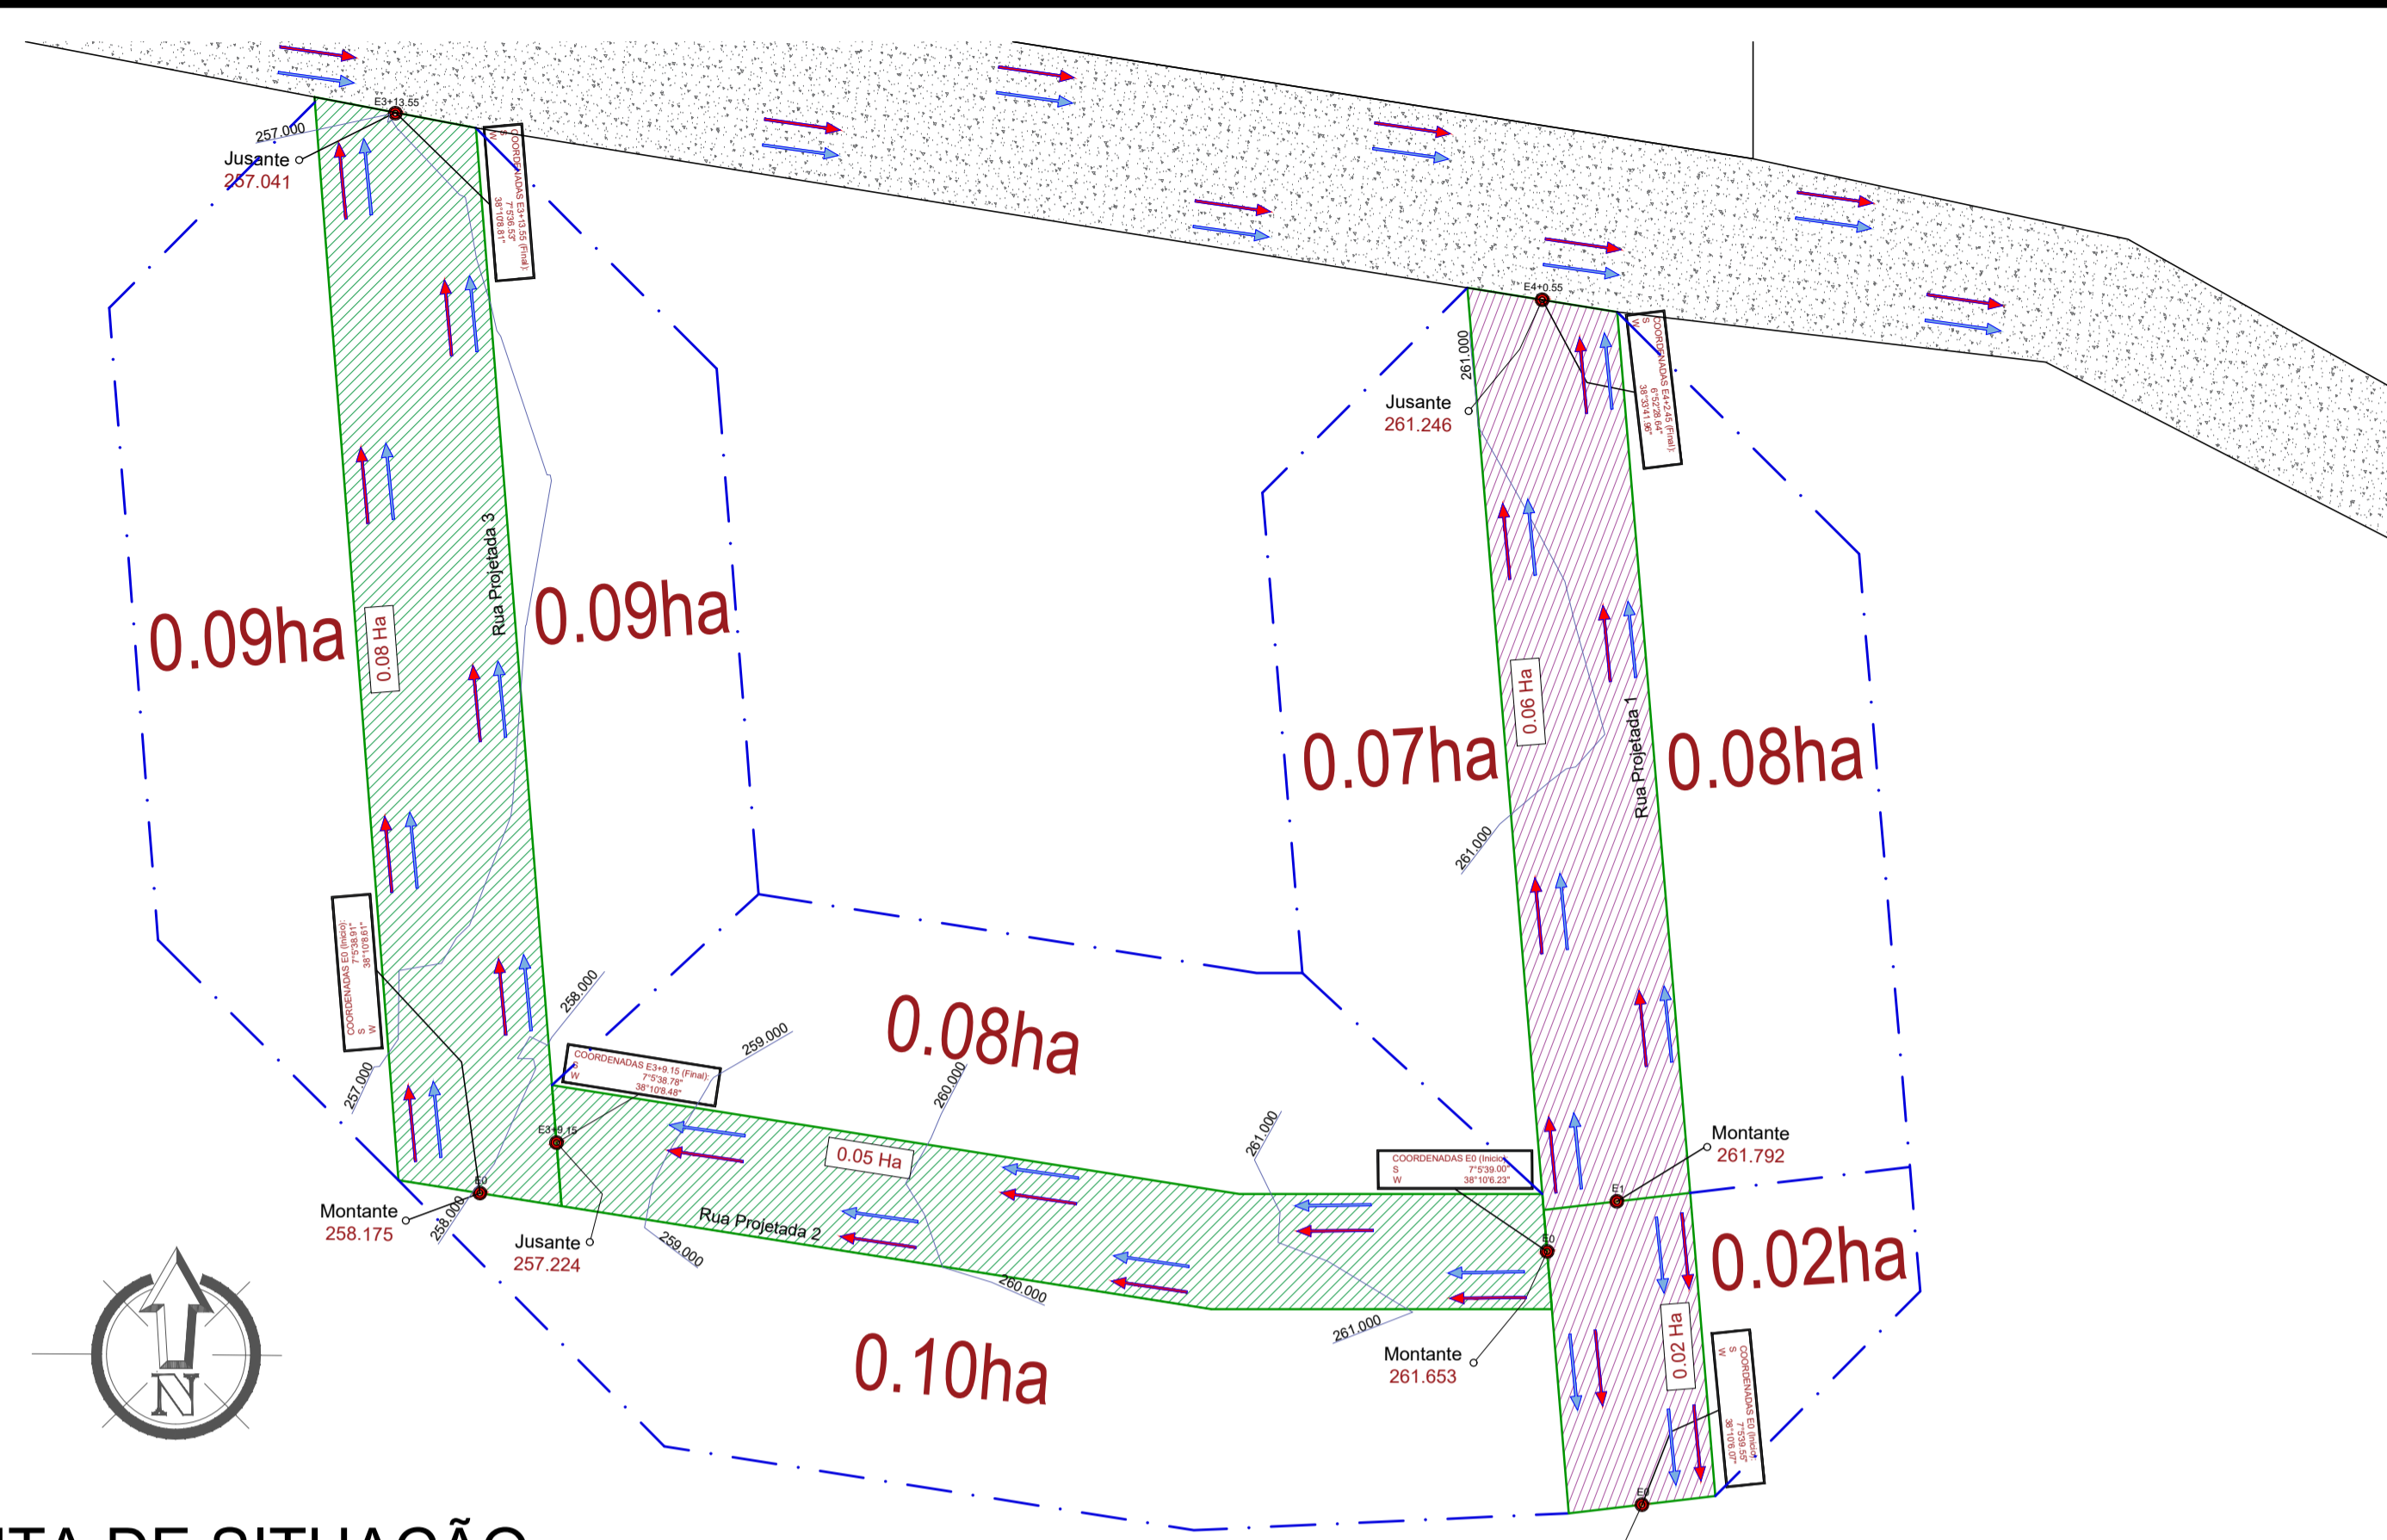 E3+13.55
257.000
Jusante
257.041
COORDENADAS E3+13.55 (Final):
S 7°5'36.53"
W 38°10'8.81"
E4+0.55
261.000
Jusante
261.246
COORDENADAS E4+2.45 (Final):
S 6°52'28.64"
W 38°33'41.96"
0.09ha
0.08 Ha
Rua Projetada 3
0.09ha
0.07ha
0.06 Ha
Rua Projetada 1
0.08ha
261.000
COORDENADAS E0 (Início):
S 7°5'38.91"
W 38°10'8.61"
257.000
258.000
259.000
0.08ha
260.000
261.000
COORDENADAS E3+9.15 (Final):
S 7°5'38.78"
W 38°10'8.48"
E3+9.15
0.05 Ha
COORDENADAS E0 (Início):
S 7°5'39.00"
W 38°10'6.23"
Montante
261.792
E1
E0
Montante
258.175
258.000
Jusante
257.224
Rua Projetada 2
259.000
260.000
261.000
E0
0.02ha
Montante
261.653
0.02 Ha
0.10ha
COORDENADAS E0 (Início):
S 7°5'39.55"
W 38°10'6.07"
E0
N
TA DE SITUAÇÃO